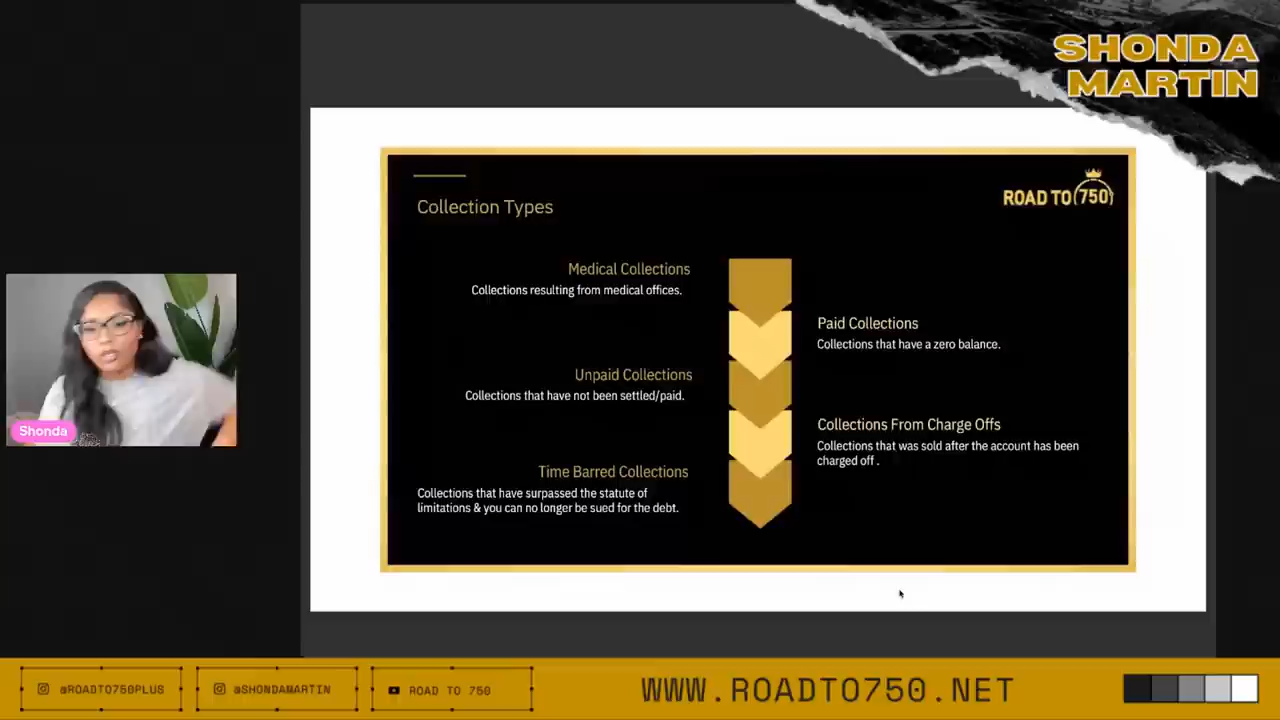 SHONDA
MARTIN
ROAD TO 750
Collection Types
Medical Collections
Collections resulting from medical offices.
Paid Collections
Collections that have a zero balance.
Unpaid Collections
Collections that have not been settled/paid.
Collections From Charge Offs
Collections that was sold after the account has been
charged off .
Time Barred Collections
Collections that have surpassed the statute of
limitations & you can no longer be sued for the debt.
Shonda
@ROADTO750PLUS
@SHONDAMARTIN
ROAD TO 750
WWW.ROADTO750.NET